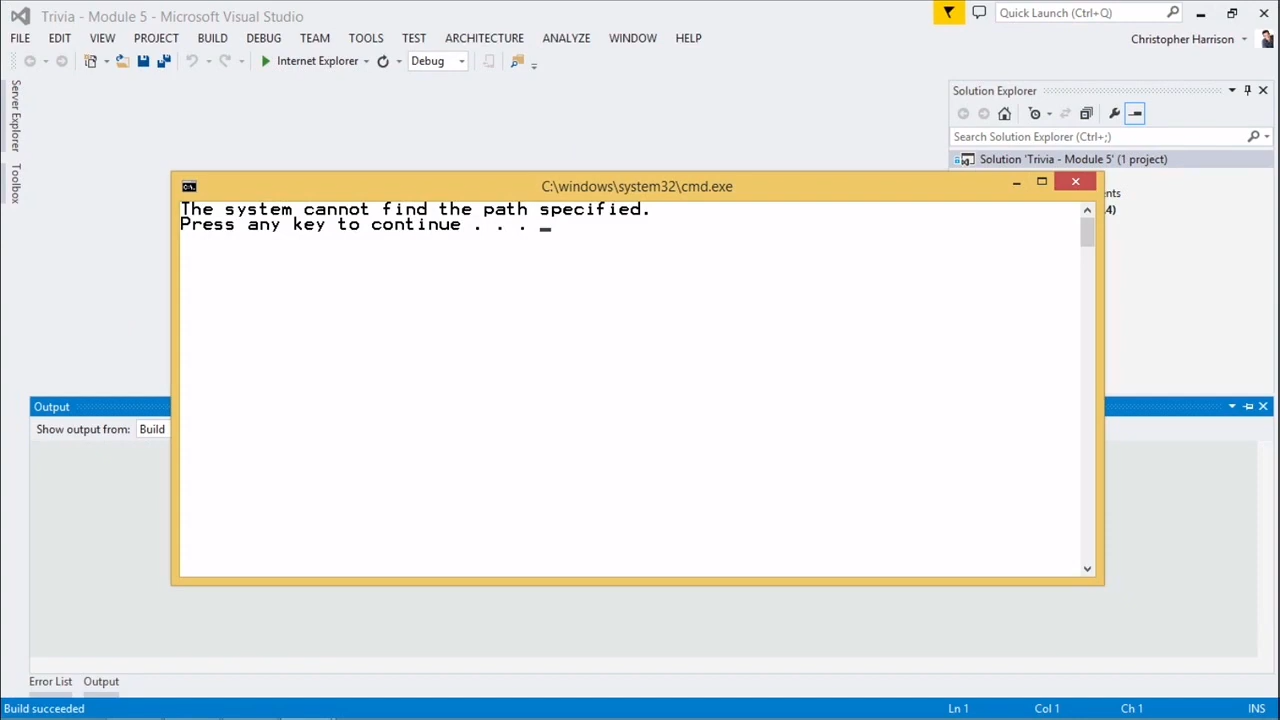 Trivia - Module 5 - Microsoft Visual Studio
Quick Launch (Ctrl+Q)
FILE EDIT VIEW PROJECT BUILD DEBUG TEAM TOOLS TEST ARCHITECTURE ANALYZE WINDOW HELP
Christopher Harrison
Internet Explorer Debug
Server Explorer
Toolbox
Solution Explorer
Search Solution Explorer (Ctrl+;)
Solution 'Trivia - Module 5' (1 project)
C:\windows\system32\cmd.exe
The system cannot find the path specified.
Press any key to continue . . . _
Output
Show output from: Build
Error List Output
Build succeeded
Ln 1 Col 1 Ch 1 INS